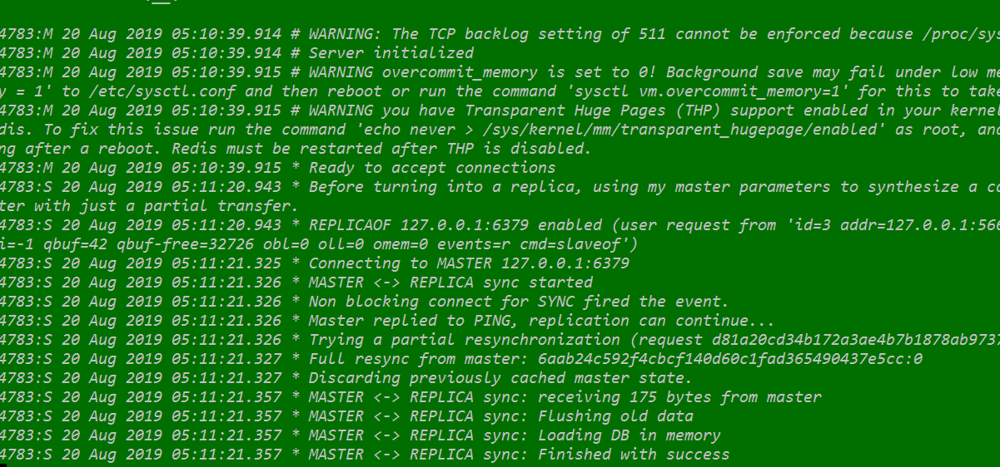 4783:M 20 Aug 2019 05:10:39.914 # WARNING: The TCP backlog setting of 511 cannot be enforced because /proc/sys
4783:M 20 Aug 2019 05:10:39.914 # Server initialized
4783:M 20 Aug 2019 05:10:39.915 # WARNING overcommit_memory is set to 0! Background save may fail under low me
y = 1' to /etc/sysctl.conf and then reboot or run the command 'sysctl vm.overcommit_memory=1' for this to take
4783:M 20 Aug 2019 05:10:39.915 # WARNING you have Transparent Huge Pages (THP) support enabled in your kernel
dis. To fix this issue run the command 'echo never > /sys/kernel/mm/transparent_hugepage/enabled' as root, and
ng after a reboot. Redis must be restarted after THP is disabled.
4783:M 20 Aug 2019 05:10:39.915 * Ready to accept connections
4783:S 20 Aug 2019 05:11:20.943 * Before turning into a replica, using my master parameters to synthesize a ca
ter with just a partial transfer.
4783:S 20 Aug 2019 05:11:20.943 * REPLICAOF 127.0.0.1:6379 enabled (user request from 'id=3 addr=127.0.0.1:560
i=-1 qbuf=42 qbuf-free=32726 obl=0 oll=0 omem=0 events=r cmd=slaveof')
4783:S 20 Aug 2019 05:11:21.325 * Connecting to MASTER 127.0.0.1:6379
4783:S 20 Aug 2019 05:11:21.326 * MASTER <-> REPLICA sync started
4783:S 20 Aug 2019 05:11:21.326 * Non blocking connect for SYNC fired the event.
4783:S 20 Aug 2019 05:11:21.326 * Master replied to PING, replication can continue...
4783:S 20 Aug 2019 05:11:21.326 * Trying a partial resynchronization (request d81a20cd34b172a3ae4b7b1878ab9737
4783:S 20 Aug 2019 05:11:21.327 * Full resync from master: 6aab24c592f4cbcf140d60c1fad365490437e5cc:0
4783:S 20 Aug 2019 05:11:21.327 * Discarding previously cached master state.
4783:S 20 Aug 2019 05:11:21.357 * MASTER <-> REPLICA sync: receiving 175 bytes from master
4783:S 20 Aug 2019 05:11:21.357 * MASTER <-> REPLICA sync: Flushing old data
4783:S 20 Aug 2019 05:11:21.357 * MASTER <-> REPLICA sync: Loading DB in memory
4783:S 20 Aug 2019 05:11:21.357 * MASTER <-> REPLICA sync: Finished with success